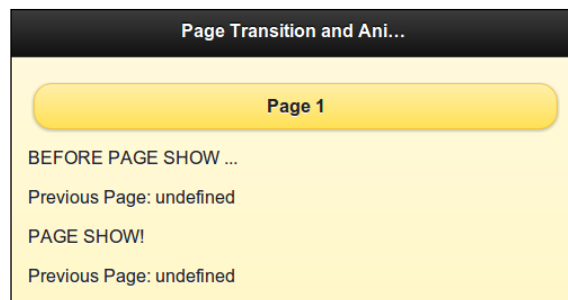 Page Transition and Ani...
Page 1
BEFORE PAGE SHOW ...
Previous Page: undefined
PAGE SHOW!
Previous Page: undefined